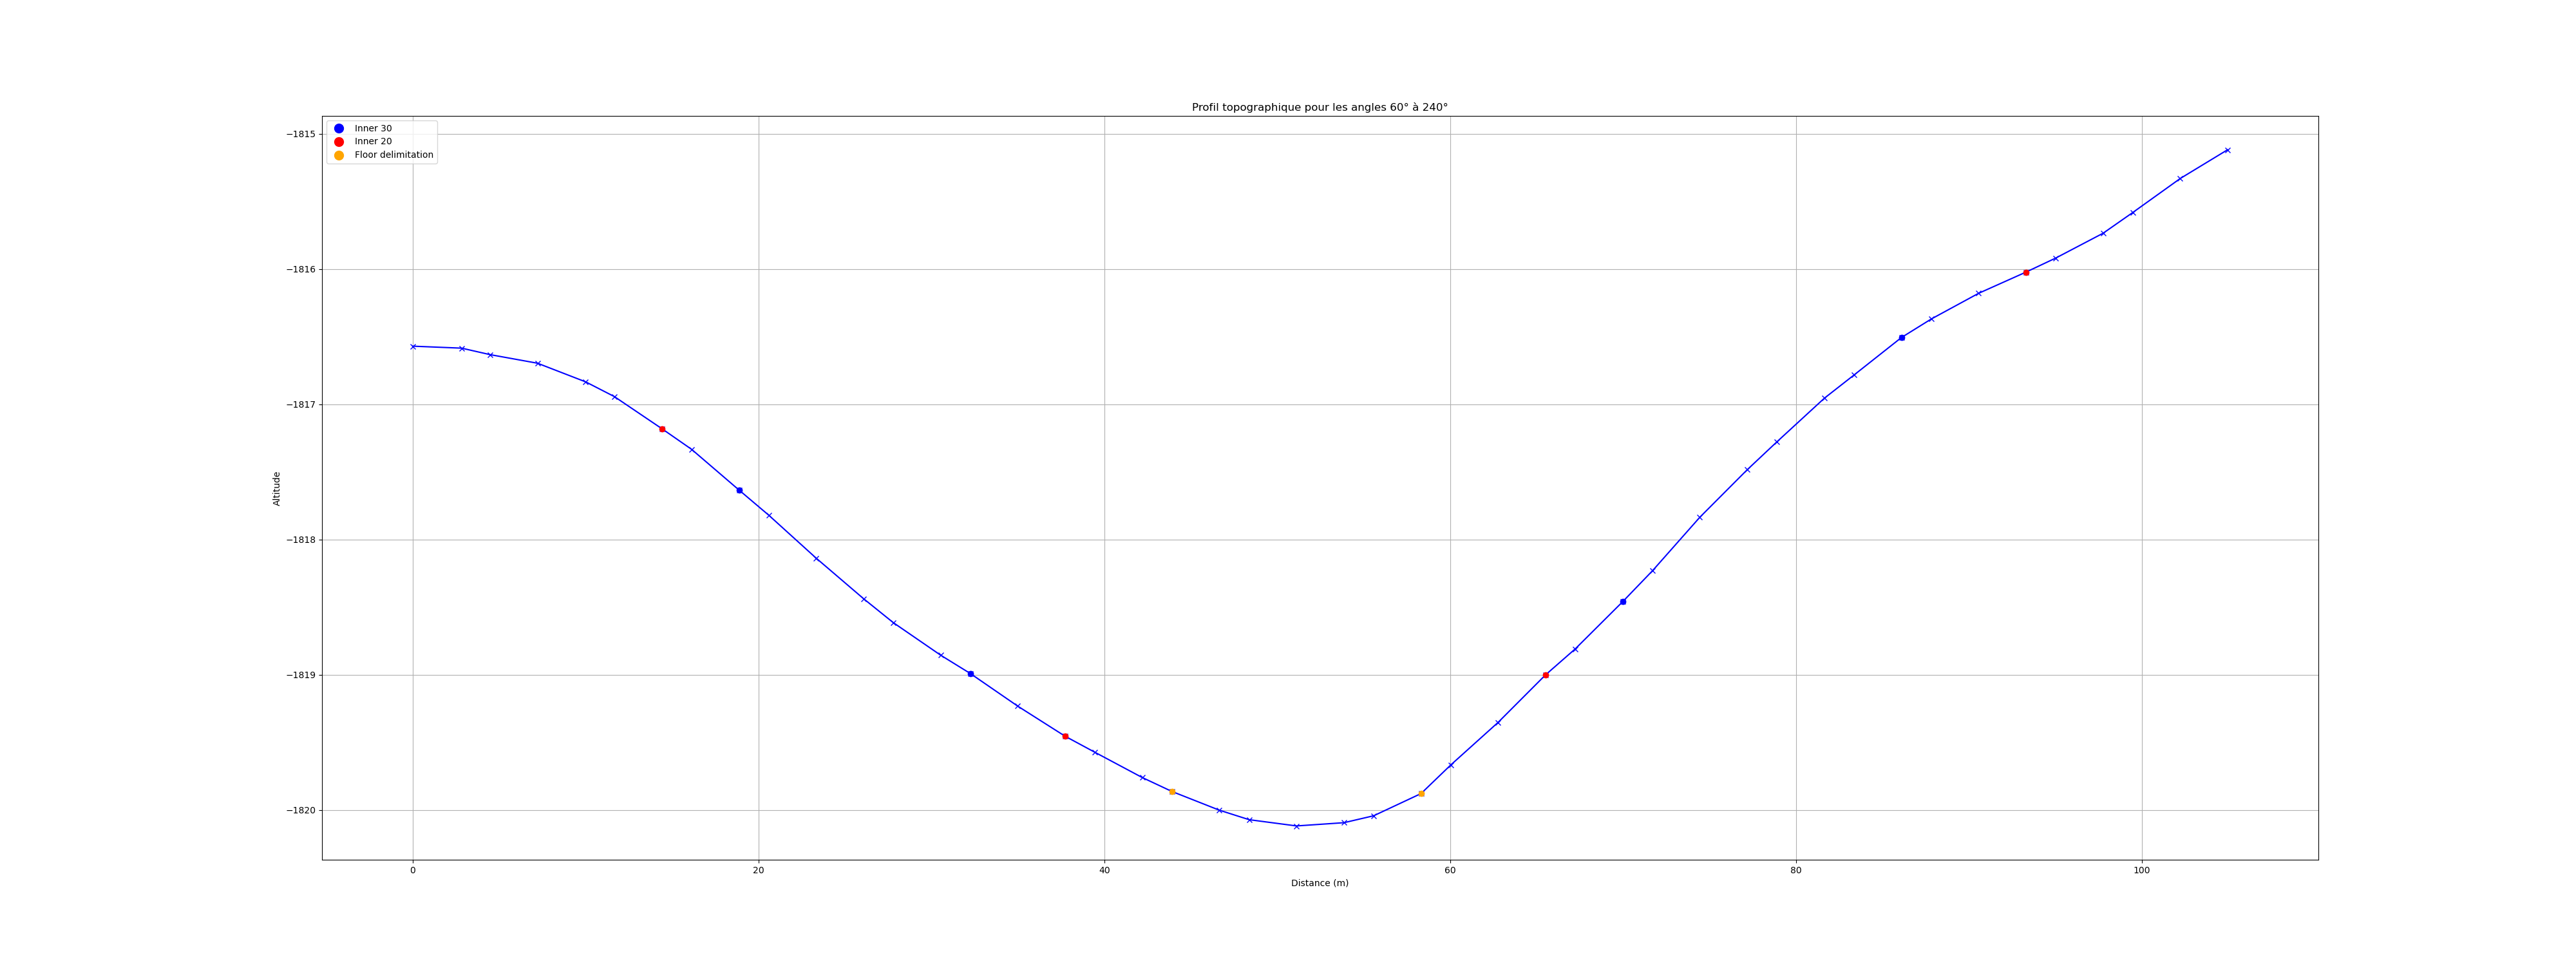 Profil topographique pour les angles 60° à 240°
Inner 30
Inner 20
Floor delimitation
−1815
−1816
−1817
−1818
−1819
−1820
Altitude
0 20 40 60 80 100
Distance (m)